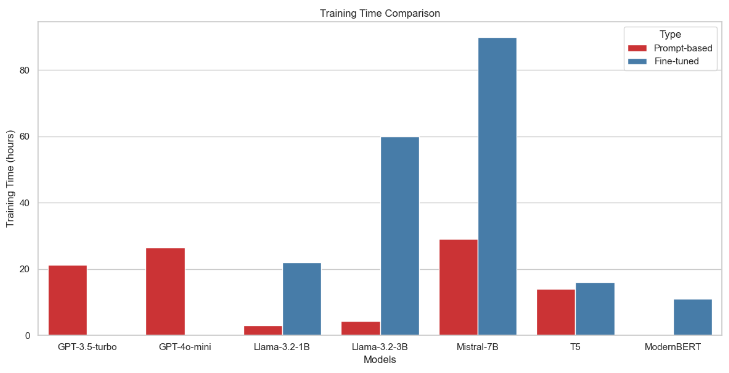 Training Time Comparison
Type
Prompt-based
Fine-tuned
Training Time (hours)
80
60
40
20
0
GPT-3.5-turbo GPT-4o-mini Llama-3.2-1B Llama-3.2-3B Mistral-7B T5 ModernBERT
Models